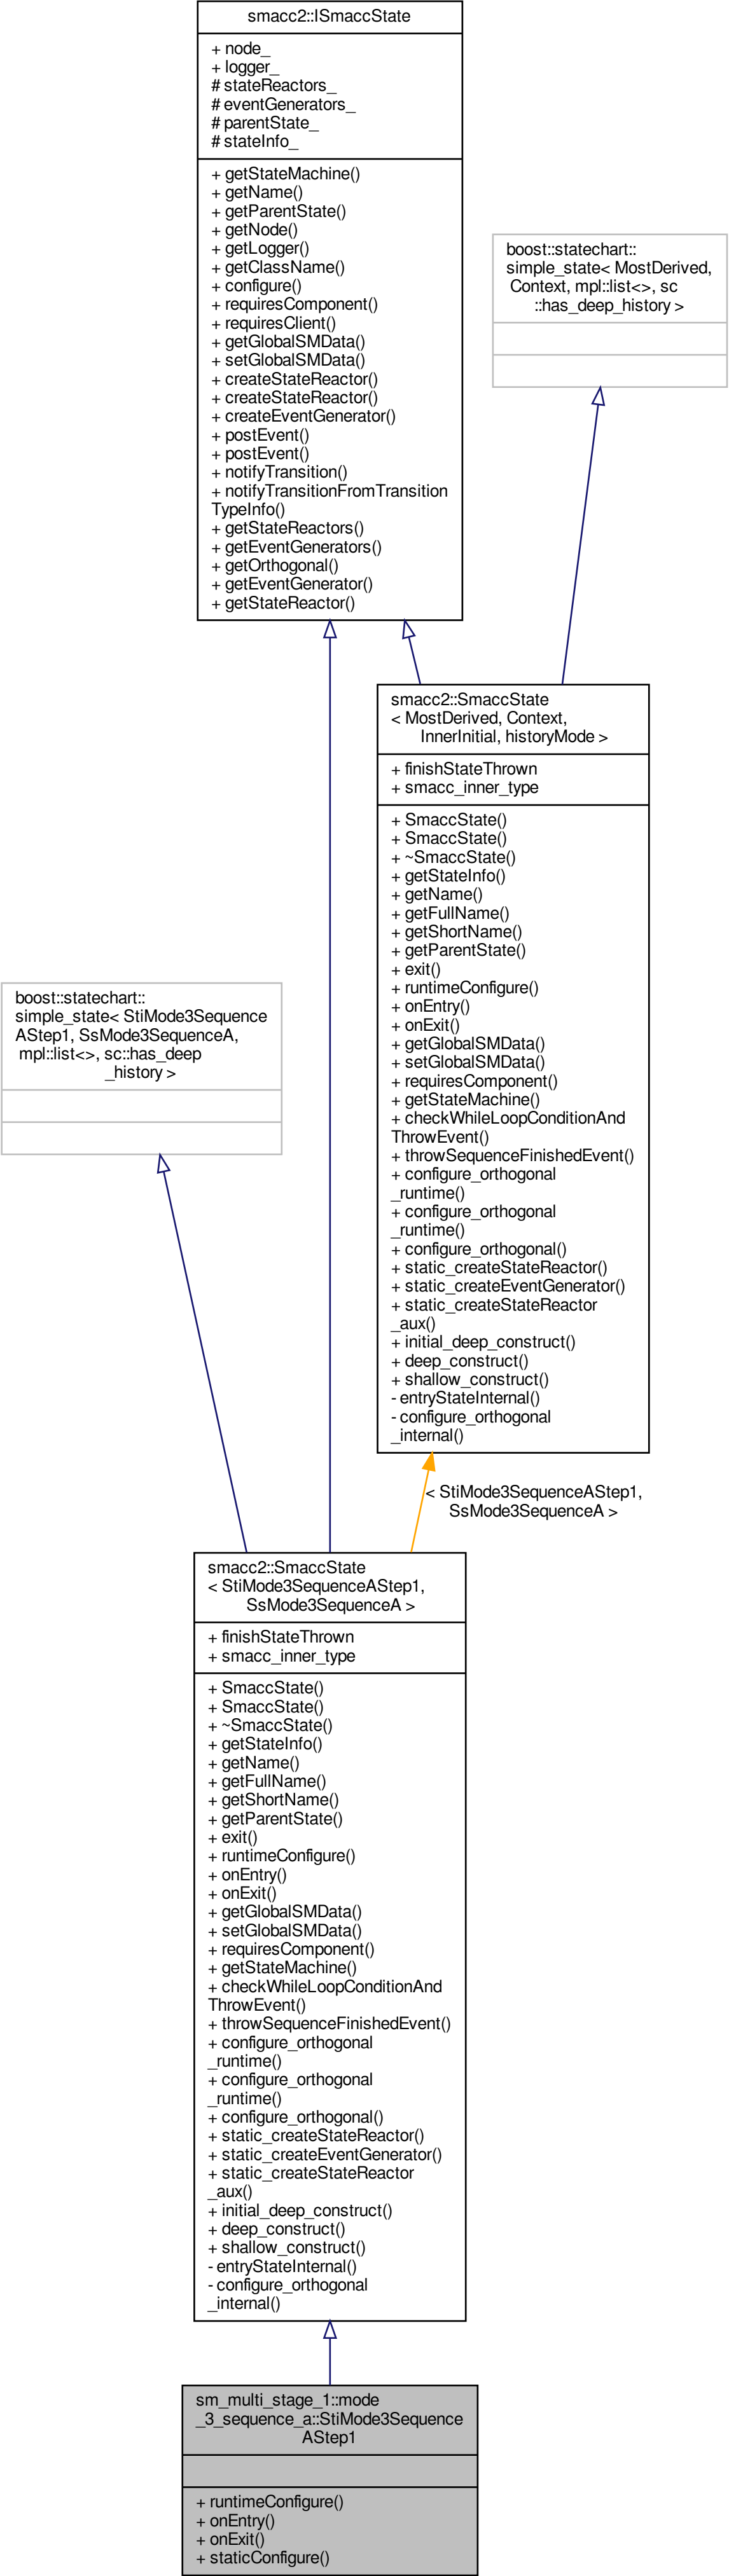 smacc2::ISmaccState
+ node_
+ logger_
# stateReactors_
# eventGenerators_
# parentState_
# stateInfo_
+ getStateMachine()
+ getName()
+ getParentState()
+ getNode()
+ getLogger()
+ getClassName()
+ configure()
+ requiresComponent()
+ requiresClient()
+ getGlobalSMData()
+ setGlobalSMData()
+ createStateReactor()
+ createStateReactor()
+ createEventGenerator()
+ postEvent()
+ postEvent()
+ notifyTransition()
+ notifyTransitionFromTransition
TypeInfo()
+ getStateReactors()
+ getEventGenerators()
+ getOrthogonal()
+ getEventGenerator()
+ getStateReactor()
boost::statechart::
simple_state< MostDerived,
Context, mpl::list<>, sc
::has_deep_history >
smacc2::SmaccState
< MostDerived, Context,
InnerInitial, historyMode >
+ finishStateThrown
+ smacc_inner_type
+ SmaccState()
+ SmaccState()
+ ~SmaccState()
+ getStateInfo()
+ getName()
+ getFullName()
+ getShortName()
+ getParentState()
+ exit()
+ runtimeConfigure()
+ onEntry()
+ onExit()
+ getGlobalSMData()
+ setGlobalSMData()
+ requiresComponent()
+ getStateMachine()
+ checkWhileLoopConditionAnd
ThrowEvent()
+ throwSequenceFinishedEvent()
+ configure_orthogonal
_runtime()
+ configure_orthogonal
_runtime()
+ configure_orthogonal()
+ static_createStateReactor()
+ static_createEventGenerator()
+ static_createStateReactor
_aux()
+ initial_deep_construct()
+ deep_construct()
+ shallow_construct()
- entryStateInternal()
- configure_orthogonal
_internal()
boost::statechart::
simple_state< StiMode3Sequence
AStep1, SsMode3SequenceA,
mpl::list<>, sc::has_deep
_history >
< StiMode3SequenceAStep1,
SsMode3SequenceA >
smacc2::SmaccState
< StiMode3SequenceAStep1,
SsMode3SequenceA >
+ finishStateThrown
+ smacc_inner_type
+ SmaccState()
+ SmaccState()
+ ~SmaccState()
+ getStateInfo()
+ getName()
+ getFullName()
+ getShortName()
+ getParentState()
+ exit()
+ runtimeConfigure()
+ onEntry()
+ onExit()
+ getGlobalSMData()
+ setGlobalSMData()
+ requiresComponent()
+ getStateMachine()
+ checkWhileLoopConditionAnd
ThrowEvent()
+ throwSequenceFinishedEvent()
+ configure_orthogonal
_runtime()
+ configure_orthogonal
_runtime()
+ configure_orthogonal()
+ static_createStateReactor()
+ static_createEventGenerator()
+ static_createStateReactor
_aux()
+ initial_deep_construct()
+ deep_construct()
+ shallow_construct()
- entryStateInternal()
- configure_orthogonal
_internal()
sm_multi_stage_1::mode
_3_sequence_a::StiMode3Sequence
AStep1
+ runtimeConfigure()
+ onEntry()
+ onExit()
+ staticConfigure()